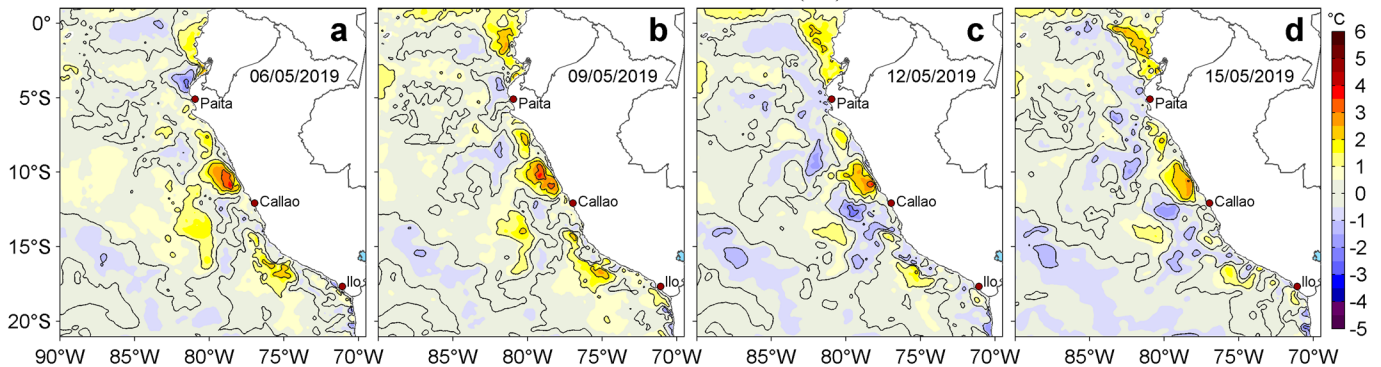 a
b
c
d
°C
06/05/2019
09/05/2019
12/05/2019
15/05/2019
Paita
Paita
Paita
Paita
Callao
Callao
Callao
Callao
Ilo
Ilo
Ilo
Ilo
0°
5°S
10°S
15°S
20°S
90°W 85°W 80°W 75°W 70°W
85°W 80°W 75°W 70°W
85°W 80°W 75°W 70°W
85°W 80°W 75°W 70°W
6
5
4
3
2
1
0
-1
-2
-3
-4
-5